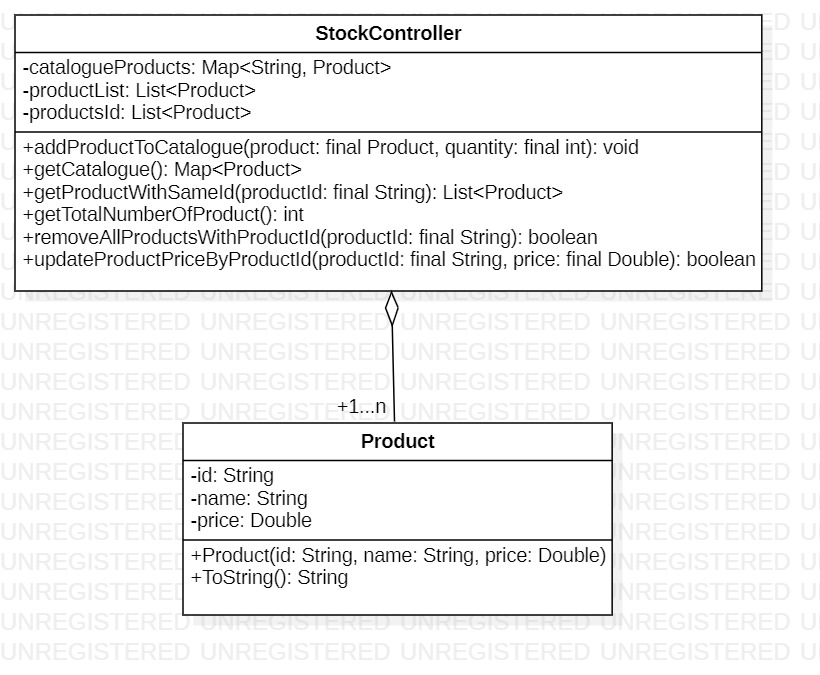 StockController
-catalogueProducts: Map<String, Product>
-productList: List<Product>
-productsId: List<Product>
+addProductToCatalogue(product: final Product, quantity: final int): void
+getCatalogue(): Map<Product>
+getProductWithSameId(productId: final String): List<Product>
+getTotalNumberOfProduct(): int
+removeAllProductsWithProductId(productId: final String): boolean
+updateProductPriceByProductId(productId: final String, price: final Double): boolean
+1...n
Product
-id: String
-name: String
-price: Double
+Product(id: String, name: String, price: Double)
+ToString(): String
UNREGISTERED UNREGISTERED UNREGISTERED UNREGISTERED